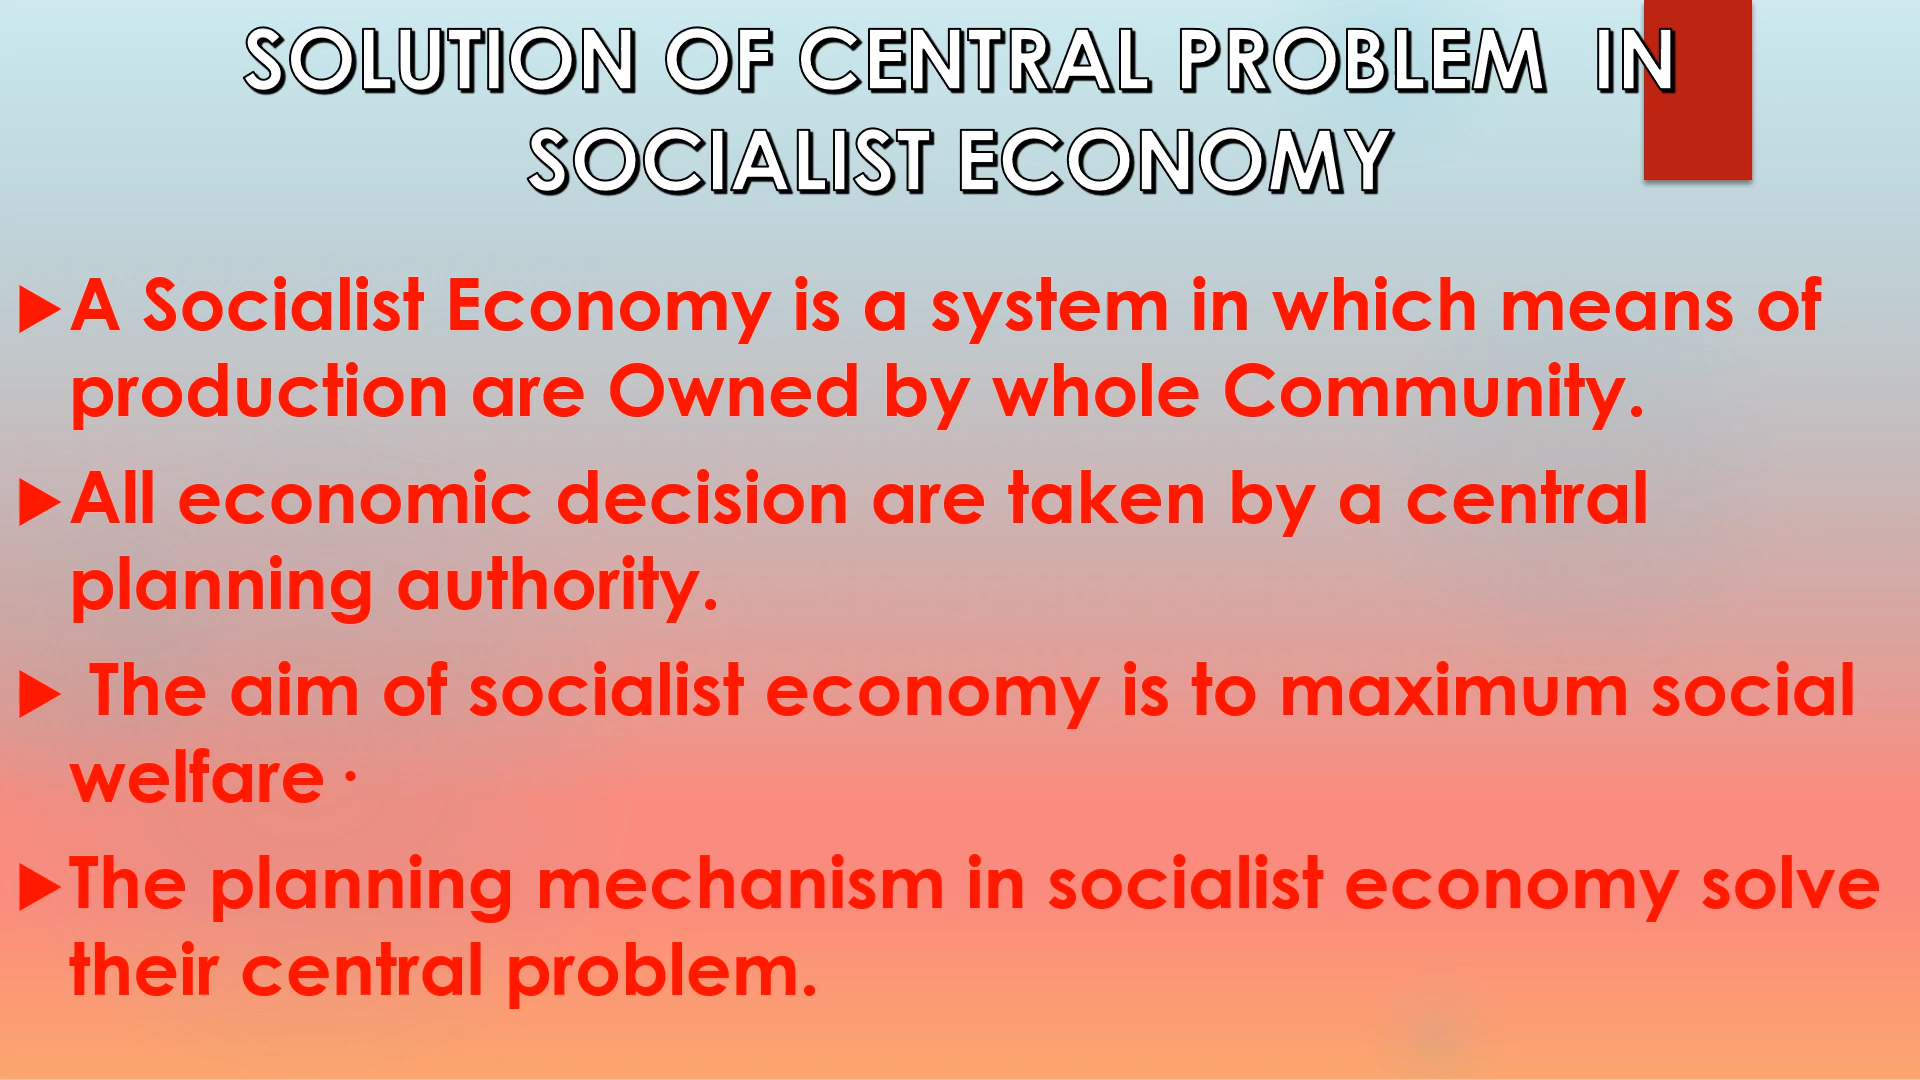 SOLUTION OF CENTRAL PROBLEM  IN
SOCIALIST ECONOMY
▶A Socialist Economy is a system in which means of
production are Owned by whole Community.
▶All economic decision are taken by a central
planning authority.
▶ The aim of socialist economy is to maximum social
welfare ·
▶The planning mechanism in socialist economy solve
their central problem.